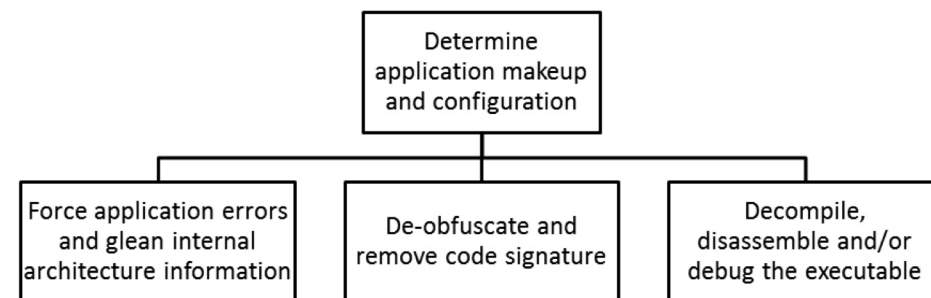 Determine
application makeup
and configuration
Force application errors
and glean internal
architecture information
De-obfuscate and
remove code signature
Decompile,
disassemble and/or
debug the executable